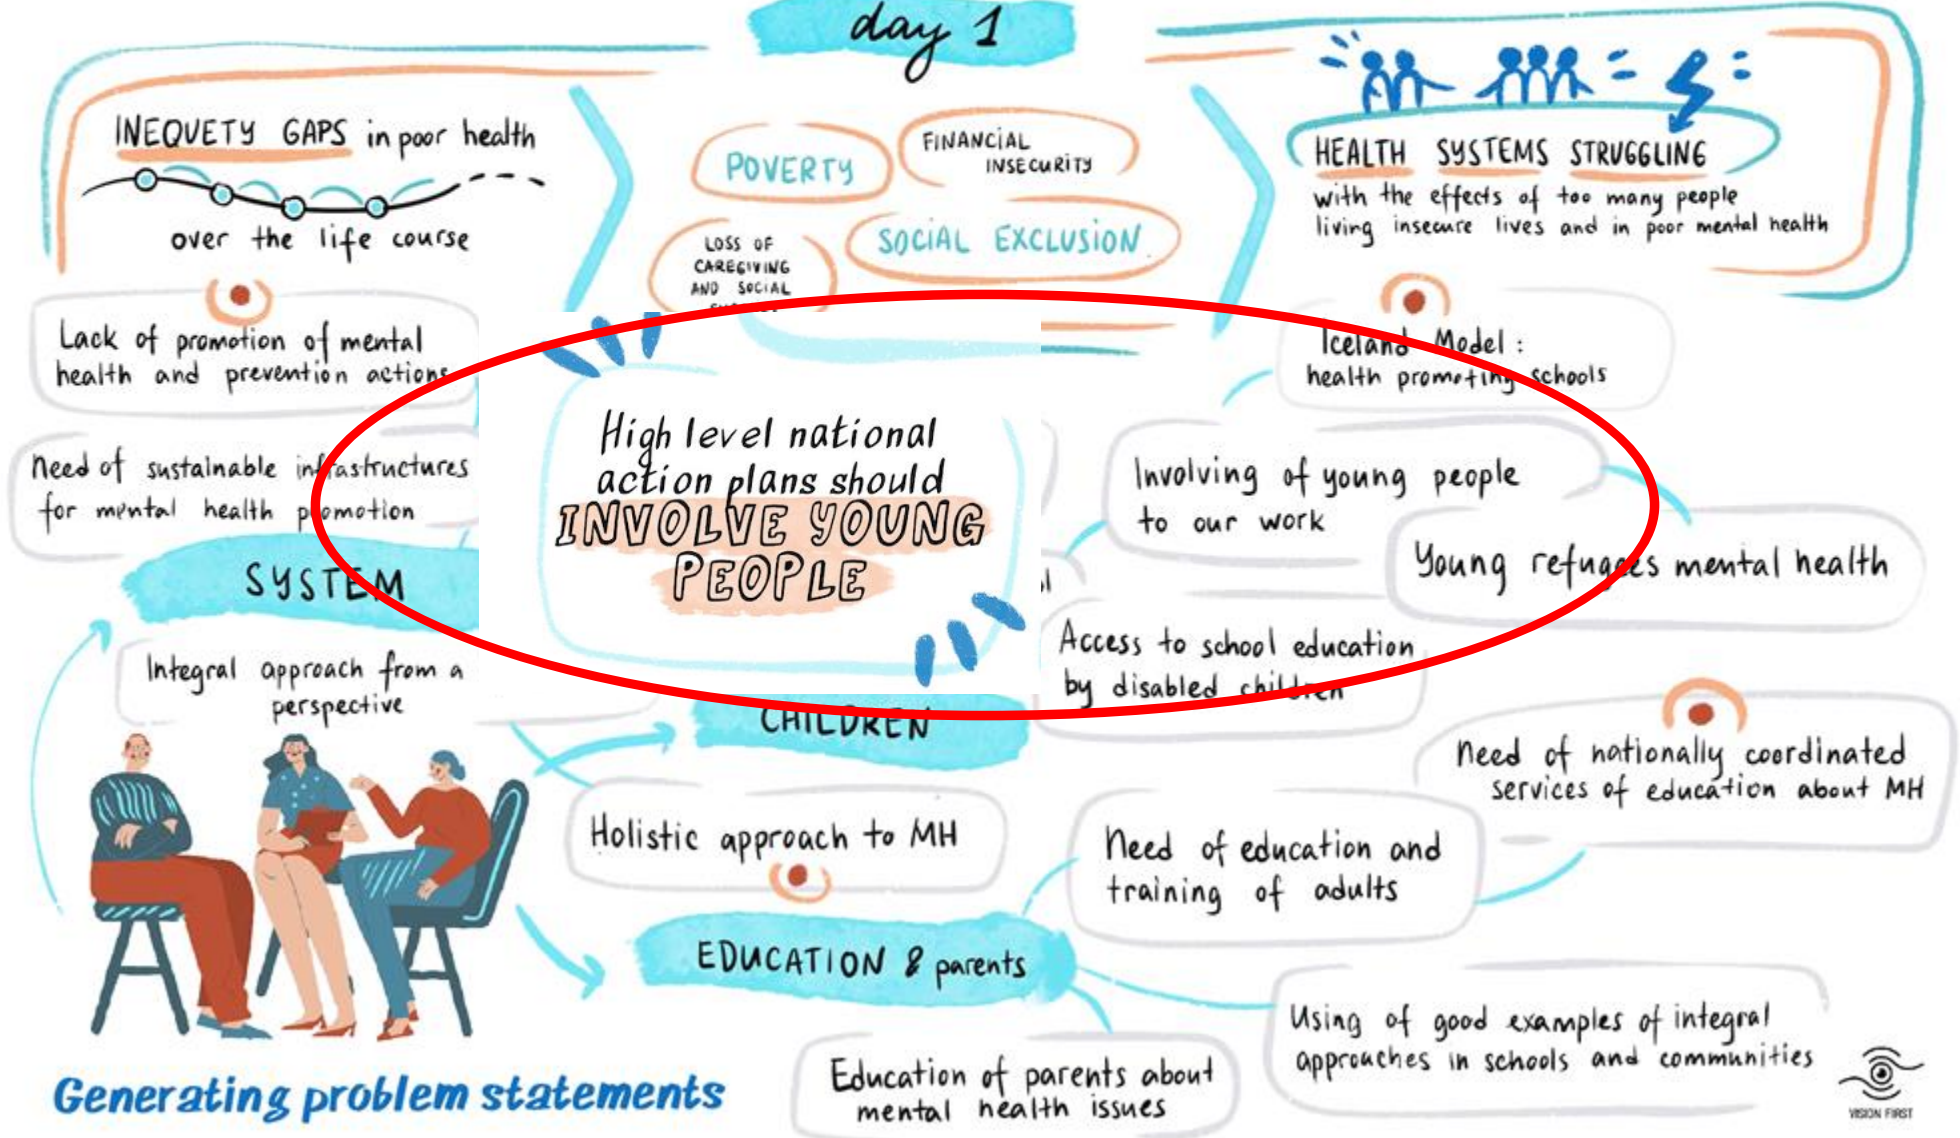 day 1
INEQUETY GAPS in poor health
over the life course
POVERTY
FINANCIAL
INSECURITY
LOSS OF
CAREGIVING
AND SOCIAL
SOCIAL EXCLUSION
HEALTH SYSTEMS STRUGGLING
with the effects of too many people
living insecure lives and in poor mental health
Lack of promotion of mental
health and prevention actions
Need of sustainable infrastructures
for mental health promotion
SYSTEM
Integral approach from a
perspective
High level national
action plans should
INVOLVE YOUNG
PEOPLE
Iceland Model:
health promoting schools
Involving of young people
to our work
Young refugees mental health
Access to school education
by disabled children
CHILDREN
Holistic approach to MH
Need of nationally coordinated
services of education about MH
Need of education and
training of adults
EDUCATION & parents
Using of good examples of integral
approaches in schools and communities
Education of parents about
mental health issues
Generating problem statements
VISION FIRST